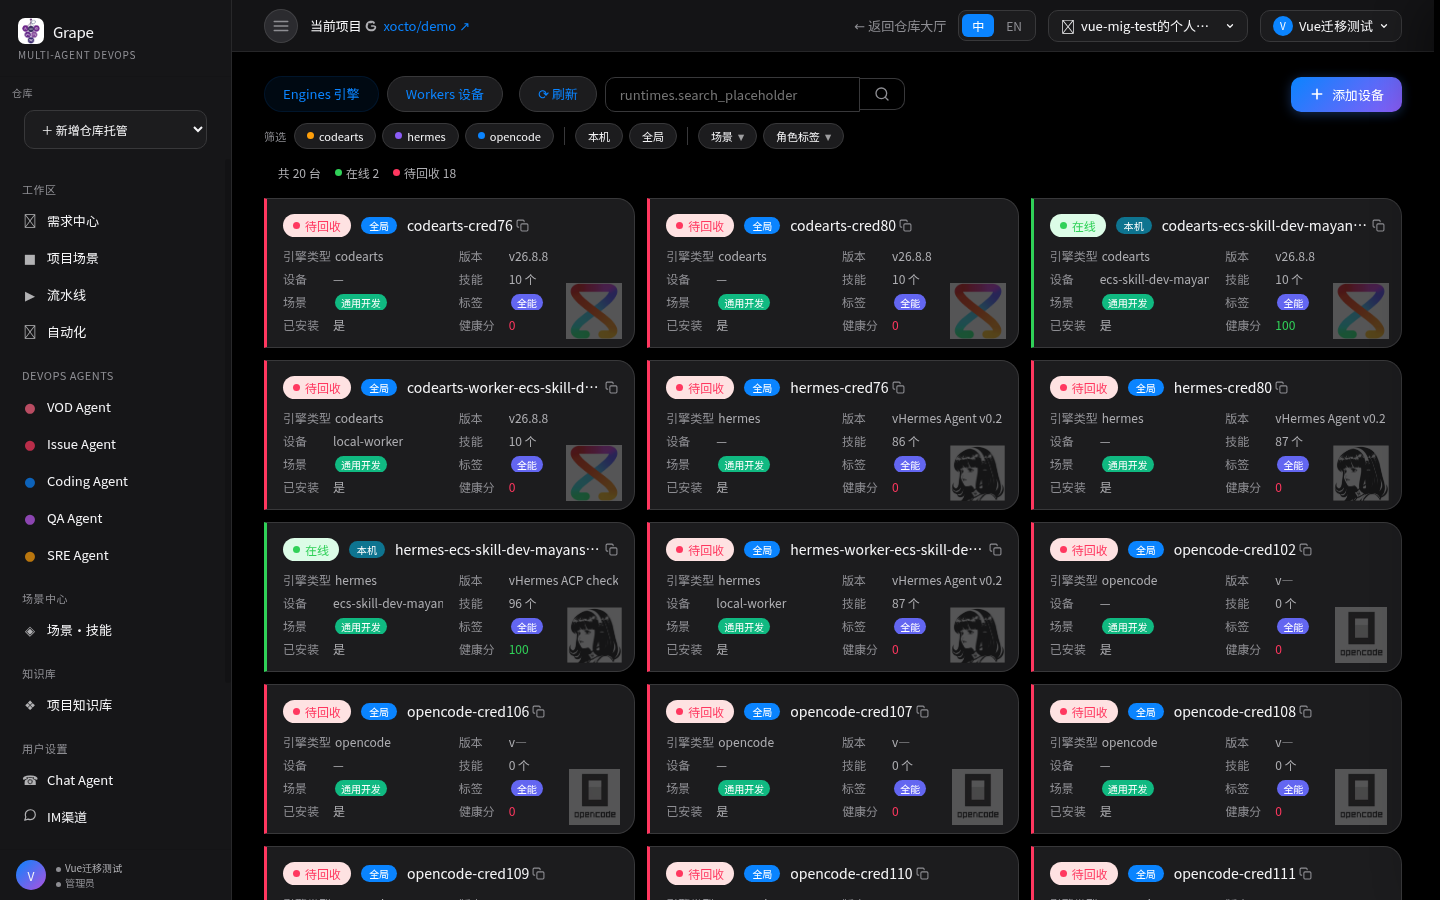 Grape
MULTI-AGENT DEVOPS
仓库
＋ 新增仓库托管
工作区
需求中心
项目场景
流水线
自动化
DEVOPS AGENTS
VOD Agent
Issue Agent
Coding Agent
QA Agent
SRE Agent
场景中心
场景・技能
知识库
项目知识库
用户设置
Chat Agent
IM渠道
V
Vue迁移测试
管理员
当前项目 G xocto/demo ↗
← 返回仓库大厅
中 EN
vue-mig-test的个人…
V Vue迁移测试
Engines 引擎
Workers 设备
⟳ 刷新
runtimes.search_placeholder
＋ 添加设备
筛选 codearts hermes opencode 本机 全局 场景 ▾ 角色标签 ▾
共 20 台 在线 2 待回收 18
待回收 全局 codearts-cred76
引擎类型 codearts 版本 v26.8.8
设备 — 技能 10 个
场景 通用开发 标签 全能
已安装 是 健康分 0
待回收 全局 codearts-cred80
引擎类型 codearts 版本 v26.8.8
设备 — 技能 10 个
场景 通用开发 标签 全能
已安装 是 健康分 0
在线 本机 codearts-ecs-skill-dev-mayan…
引擎类型 codearts 版本 v26.8.8
设备 ecs-skill-dev-mayan 技能 10 个
场景 通用开发 标签 全能
已安装 是 健康分 100
待回收 全局 codearts-worker-ecs-skill-d…
引擎类型 codearts 版本 v26.8.8
设备 local-worker 技能 10 个
场景 通用开发 标签 全能
已安装 是 健康分 0
待回收 全局 hermes-cred76
引擎类型 hermes 版本 vHermes Agent v0.2
设备 — 技能 86 个
场景 通用开发 标签 全能
已安装 是 健康分 0
待回收 全局 hermes-cred80
引擎类型 hermes 版本 vHermes Agent v0.2
设备 — 技能 87 个
场景 通用开发 标签 全能
已安装 是 健康分 0
在线 本机 hermes-ecs-skill-dev-mayans…
引擎类型 hermes 版本 vHermes ACP check
设备 ecs-skill-dev-mayan 技能 96 个
场景 通用开发 标签 全能
已安装 是 健康分 100
待回收 全局 hermes-worker-ecs-skill-de…
引擎类型 hermes 版本 vHermes Agent v0.2
设备 local-worker 技能 87 个
场景 通用开发 标签 全能
已安装 是 健康分 0
待回收 全局 opencode-cred102
引擎类型 opencode 版本 v—
设备 — 技能 0 个
场景 通用开发 标签 全能
已安装 是 健康分 0
opencode
待回收 全局 opencode-cred106
引擎类型 opencode 版本 v—
设备 — 技能 0 个
场景 通用开发 标签 全能
已安装 是 健康分 0
opencode
待回收 全局 opencode-cred107
引擎类型 opencode 版本 v—
设备 — 技能 0 个
场景 通用开发 标签 全能
已安装 是 健康分 0
opencode
待回收 全局 opencode-cred108
引擎类型 opencode 版本 v—
设备 — 技能 0 个
场景 通用开发 标签 全能
已安装 是 健康分 0
opencode
待回收 全局 opencode-cred109
待回收 全局 opencode-cred110
待回收 全局 opencode-cred111